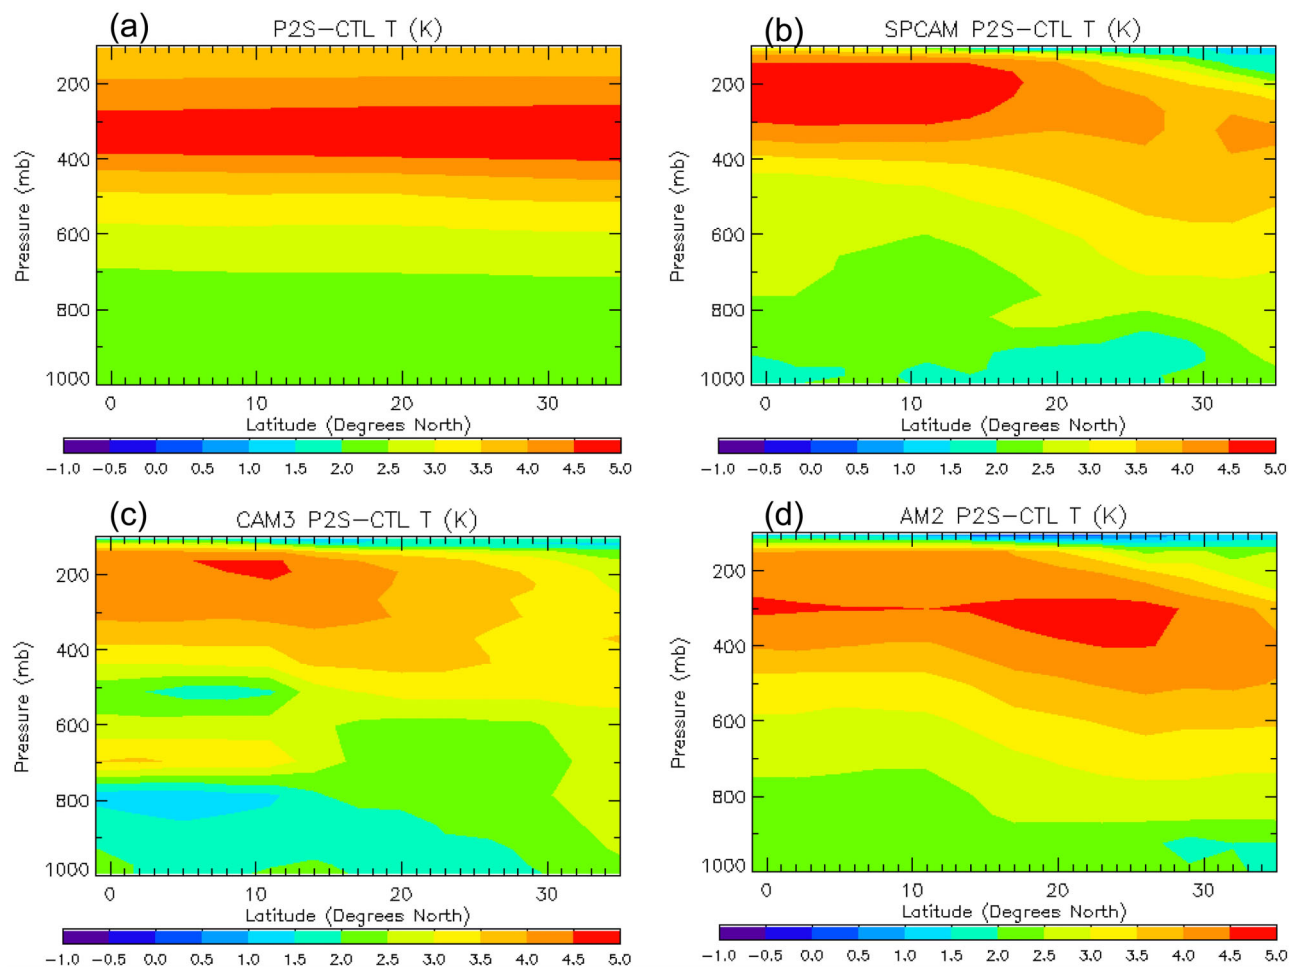 (a) P2S-CTL T (K)
Pressure (mb)
200
400
600
800
1000
0 10 20 30
Latitude (Degrees North)
-1.0 -0.5 0.0 0.5 1.0 1.5 2.0 2.5 3.0 3.5 4.0 4.5 5.0
(b) SPCAM P2S-CTL T (K)
Pressure (mb)
200
400
600
800
1000
0 10 20 30
Latitude (Degrees North)
-1.0 -0.5 0.0 0.5 1.0 1.5 2.0 2.5 3.0 3.5 4.0 4.5 5.0
(c) CAM3 P2S-CTL T (K)
Pressure (mb)
200
400
600
800
1000
0 10 20 30
Latitude (Degrees North)
-1.0 -0.5 0.0 0.5 1.0 1.5 2.0 2.5 3.0 3.5 4.0 4.5 5.0
(d) AM2 P2S-CTL T (K)
Pressure (mb)
200
400
600
800
1000
0 10 20 30
Latitude (Degrees North)
-1.0 -0.5 0.0 0.5 1.0 1.5 2.0 2.5 3.0 3.5 4.0 4.5 5.0